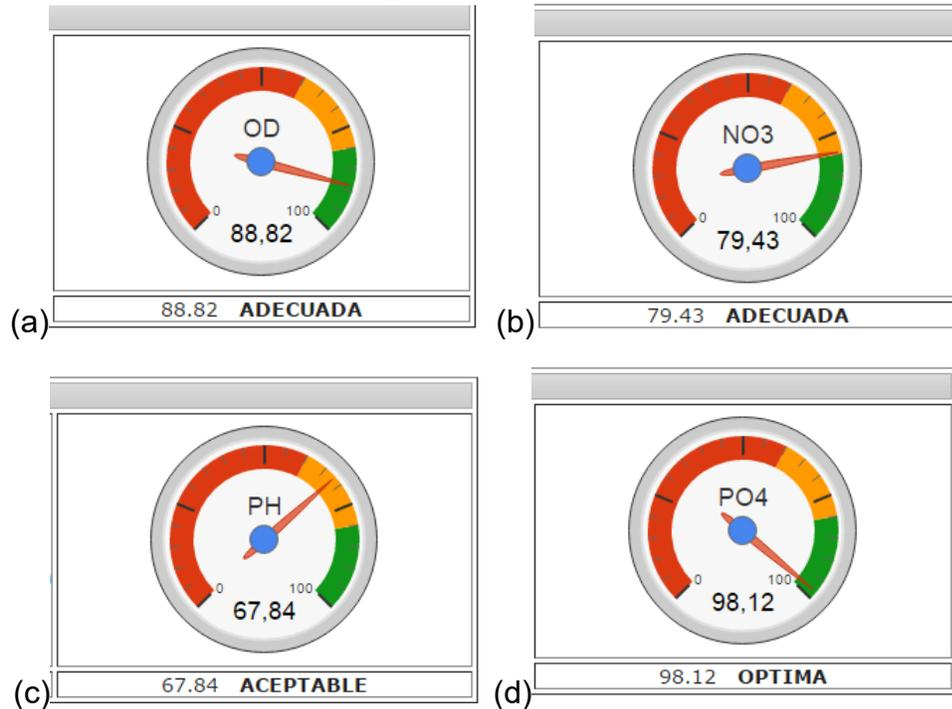 OD
0 100
88,82
(a) 88.82 ADECUADA
NO3
0 100
79,43
(b) 79.43 ADECUADA
PH
0 100
67,84
(c) 67.84 ACEPTABLE
PO4
0 100
98,12
(d) 98.12 OPTIMA